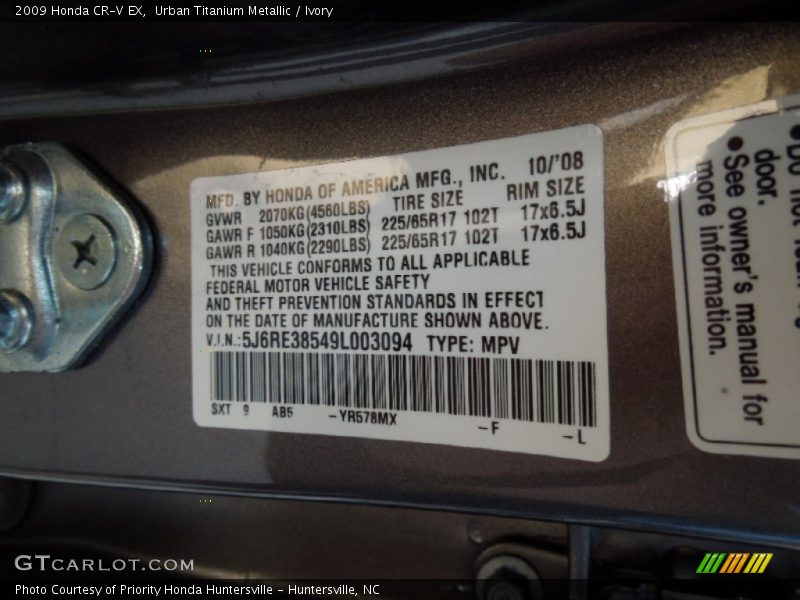 2009 Honda CR-V EX, Urban Titanium Metallic / Ivory
MFD. BY HONDA OF AMERICA MFG., INC. 10/'08
GVWR 2070KG(4560LBS) TIRE SIZE RIM SIZE
GAWR F 1050KG(2310LBS) 225/65R17 102T 17x6.5J
GAWR R 1040KG(2290LBS) 225/65R17 102T 17x6.5J
THIS VEHICLE CONFORMS TO ALL APPLICABLE
FEDERAL MOTOR VEHICLE SAFETY
AND THEFT PREVENTION STANDARDS IN EFFECT
ON THE DATE OF MANUFACTURE SHOWN ABOVE.
V.I.N.:5J6RE38549L003094 TYPE: MPV
SXT 9 AB5 -YR578MX -F -L
door.
●See owner's manual for
more information.
GTCARLOT.COM
Photo Courtesy of Priority Honda Huntersville - Huntersville, NC